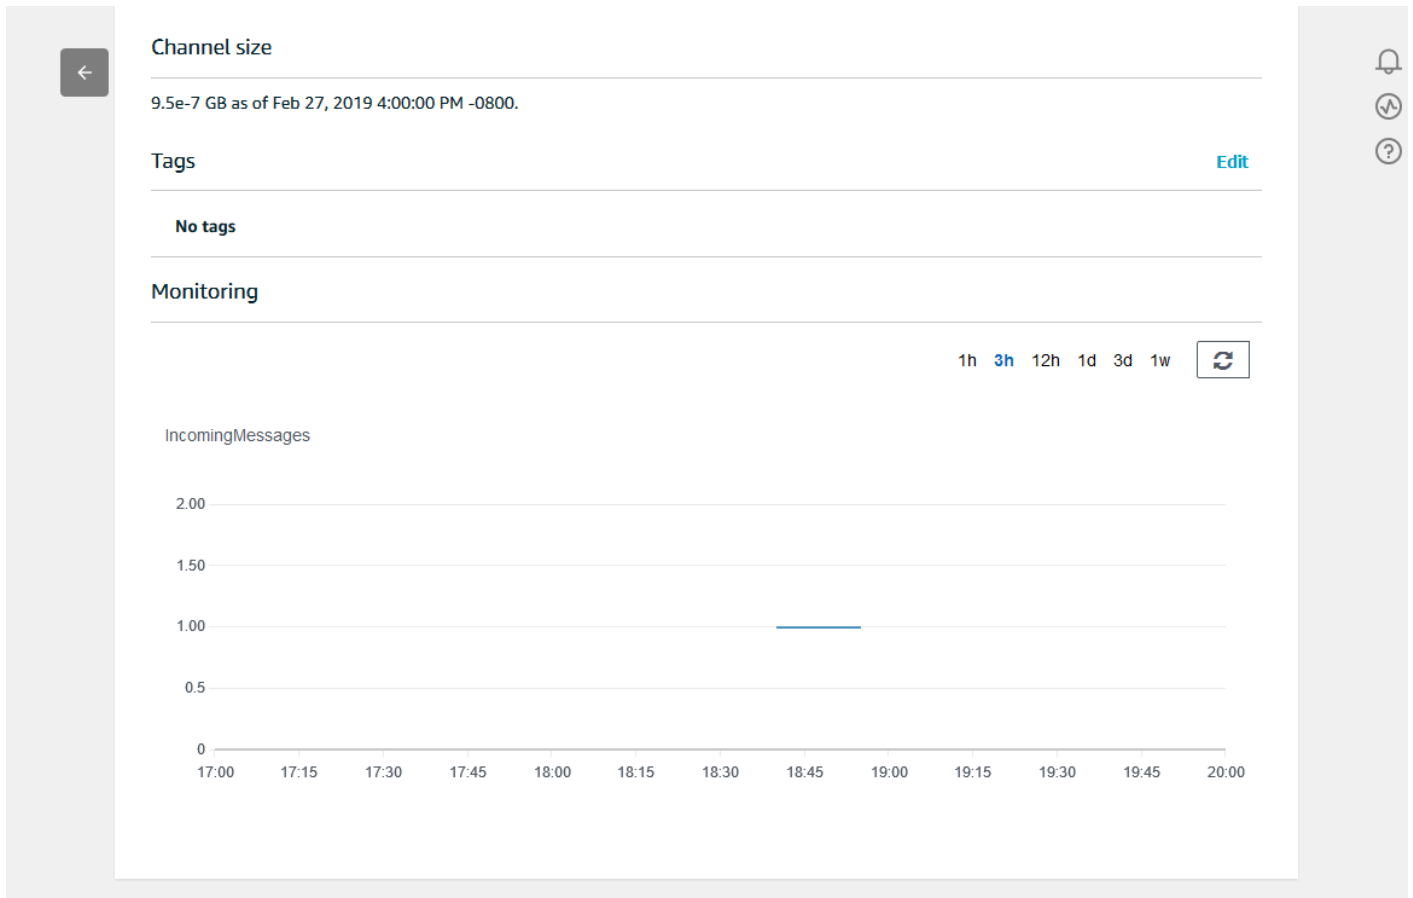 Channel size
9.5e-7 GB as of Feb 27, 2019 4:00:00 PM -0800.
Tags Edit
No tags
Monitoring
1h 3h 12h 1d 3d 1w
IncomingMessages
2.00
1.50
1.00
0.5
0
17:00 17:15 17:30 17:45 18:00 18:15 18:30 18:45 19:00 19:15 19:30 19:45 20:00